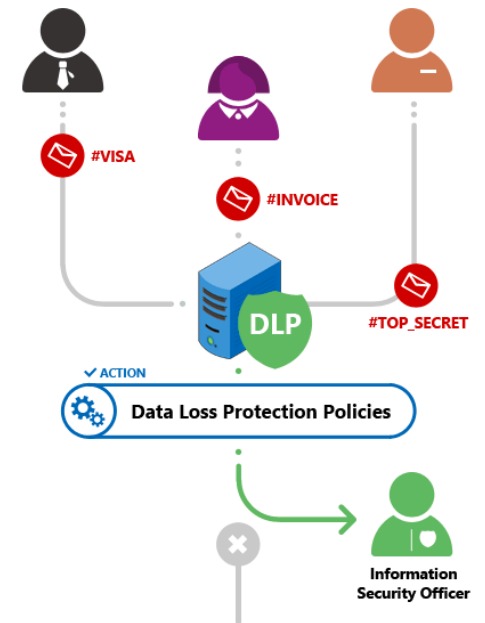 #VISA
#INVOICE
#TOP_SECRET
DLP
ACTION
Data Loss Protection Policies
Information
Security Officer